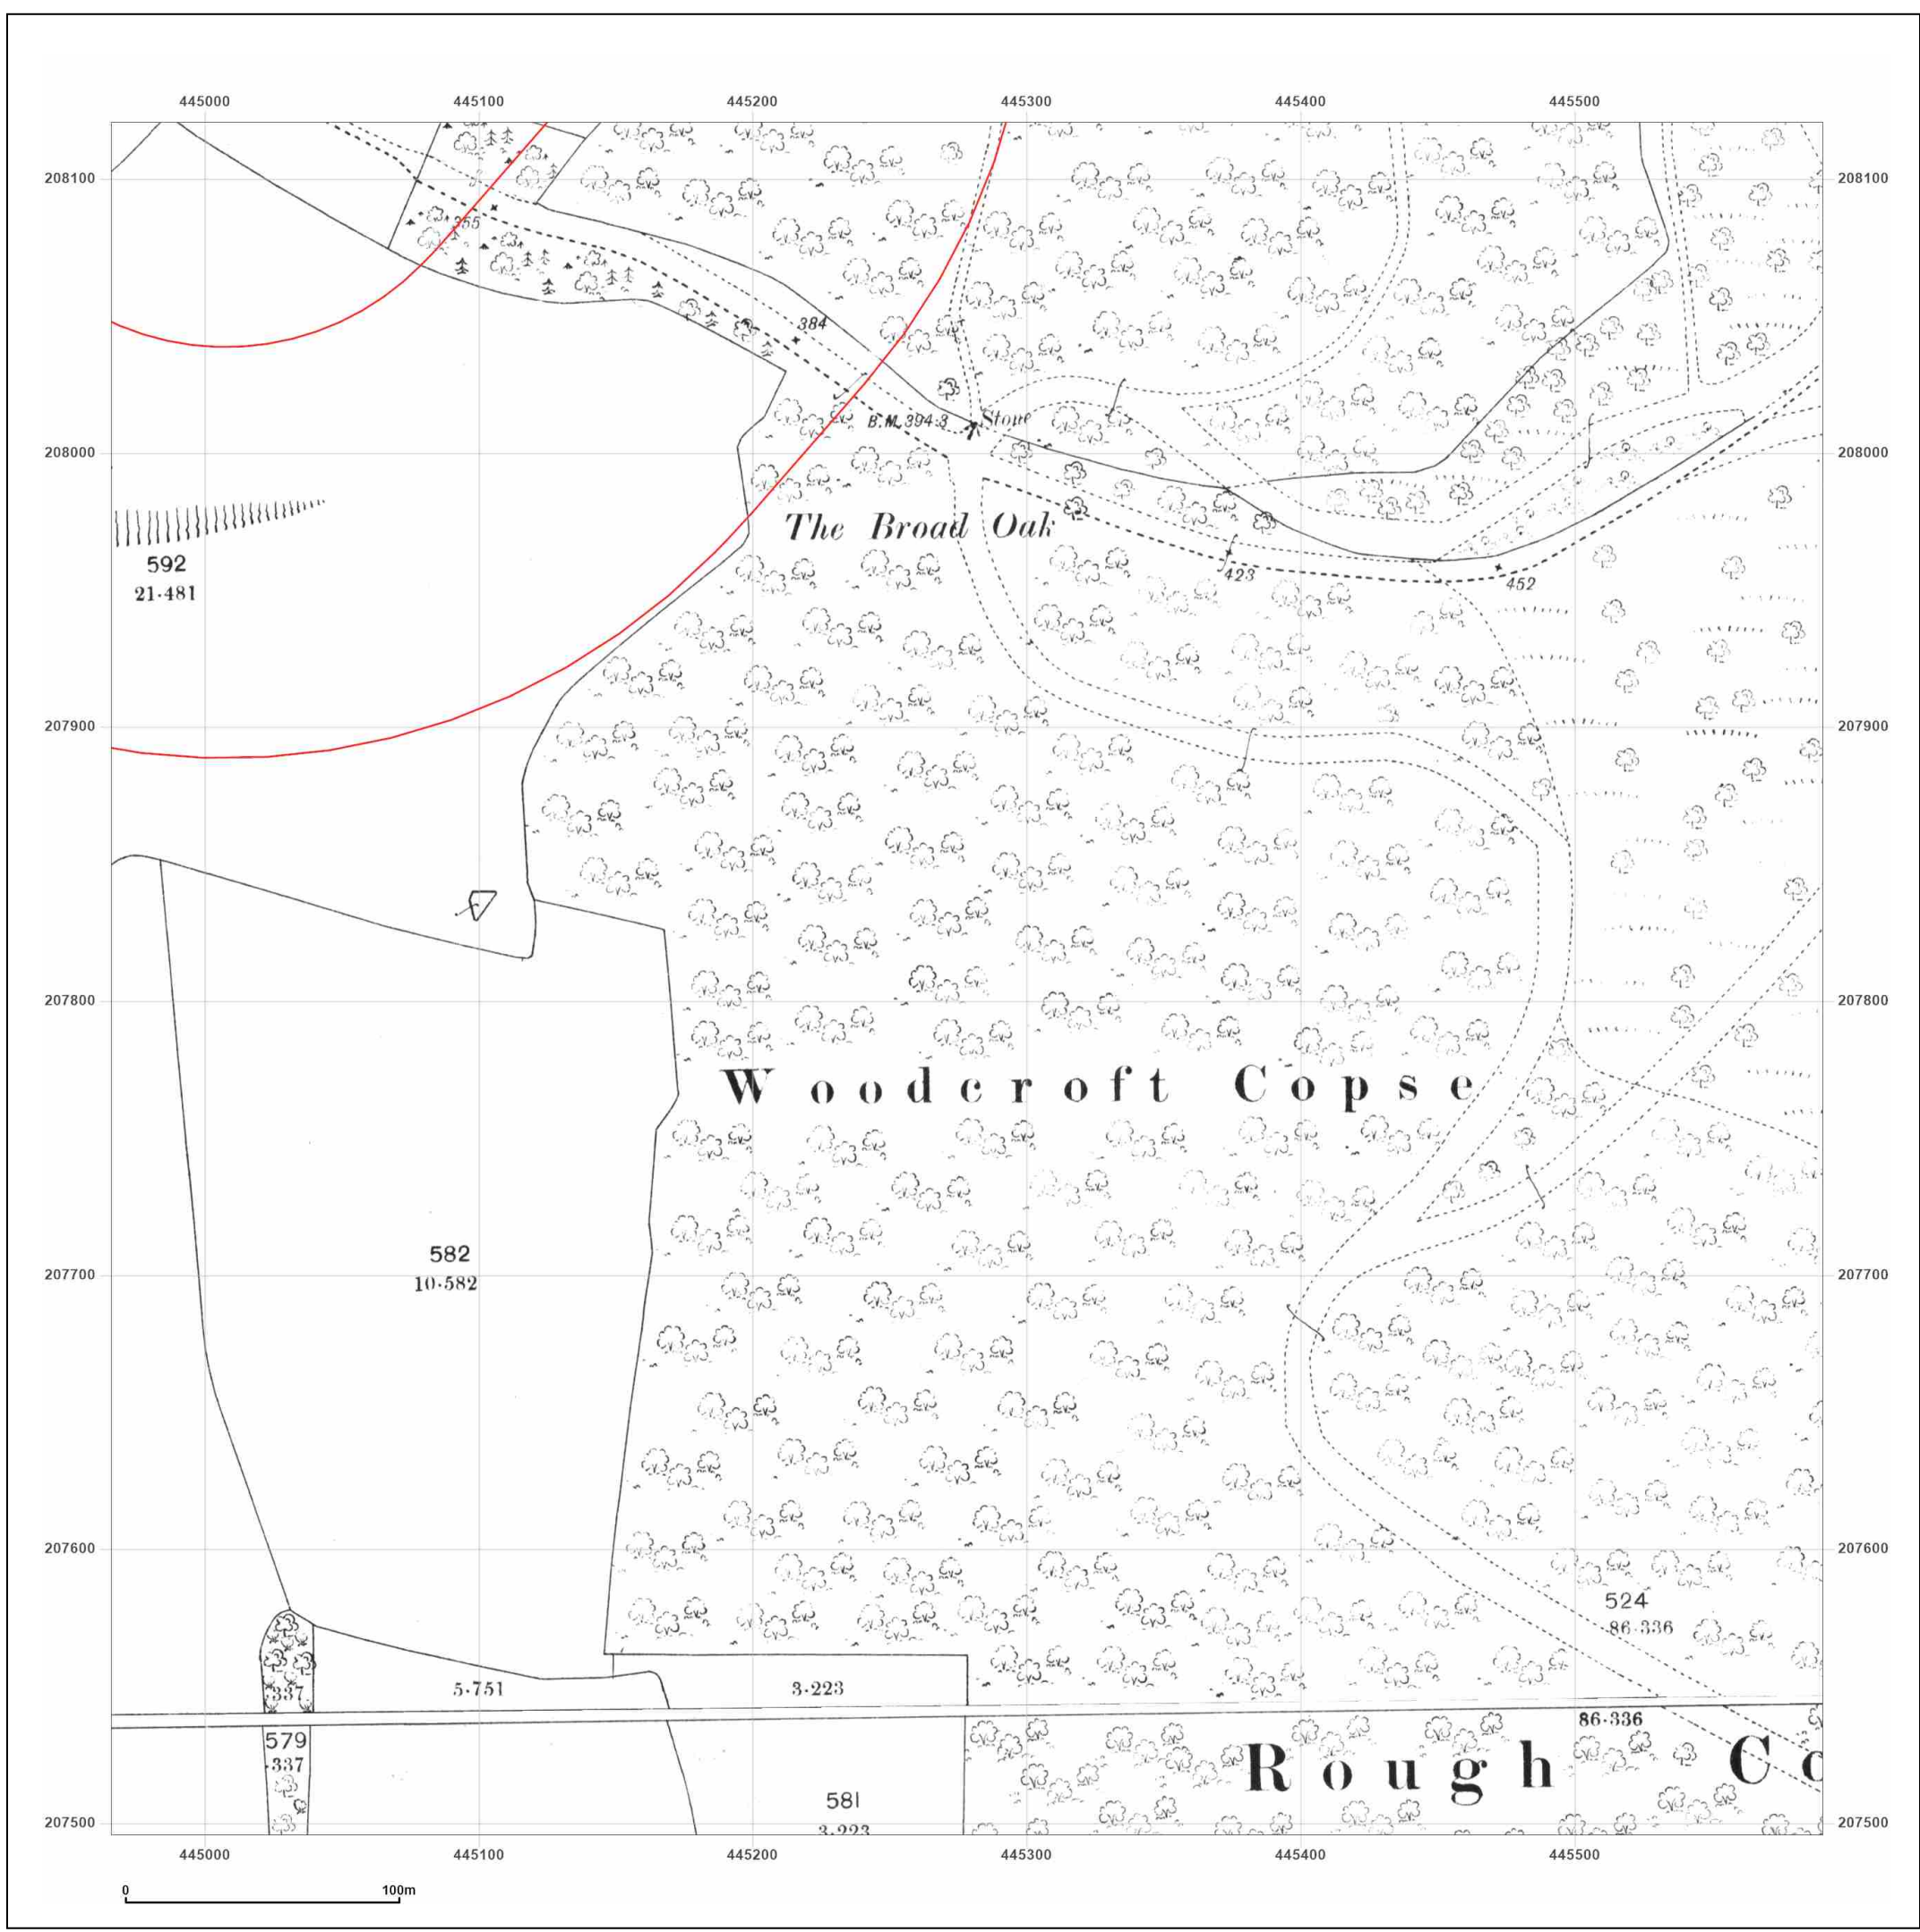 445000 445100 445200 445300 445400 445500
208100 208100
355
384
B.M. 394·3 Stone
208000 208000
The Broad Oak
592
21·481
423
452
207900 207900
207800 207800
Woodcroft Copse
582
10·582
207700 207700
207600 207600
524
86·336
·337 5·751 3·223
86·336
579
·337
Rough Co
581
3·223
207500 207500
445000 445100 445200 445300 445400 445500
0 100m